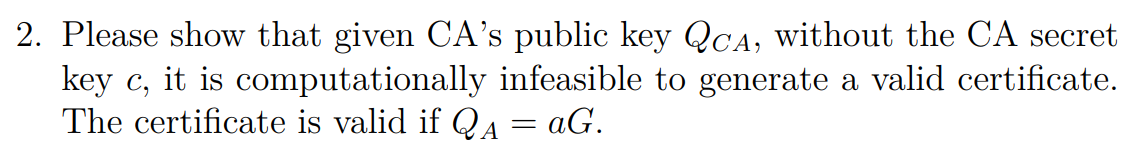 2. Please show that given CA's public key Q_{CA}, without the CA secret
key c, it is computationally infeasible to generate a valid certificate.
The certificate is valid if Q_A = aG.